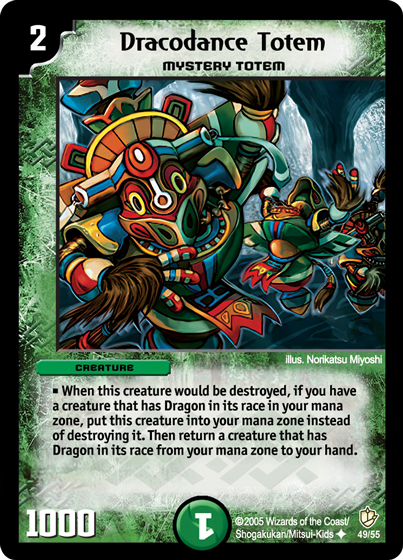 2
Dracodance Totem
MYSTERY TOTEM
illus. Norikatsu Miyoshi
CREATURE
▪ When this creature would be destroyed, if you have
a creature that has Dragon in its race in your mana
zone, put this creature into your mana zone instead
of destroying it. Then return a creature that has
Dragon in its race from your mana zone to your hand.
1000
1
©2005 Wizards of the Coast/
Shogakukan/Mitsui-Kids ✦ 49/55